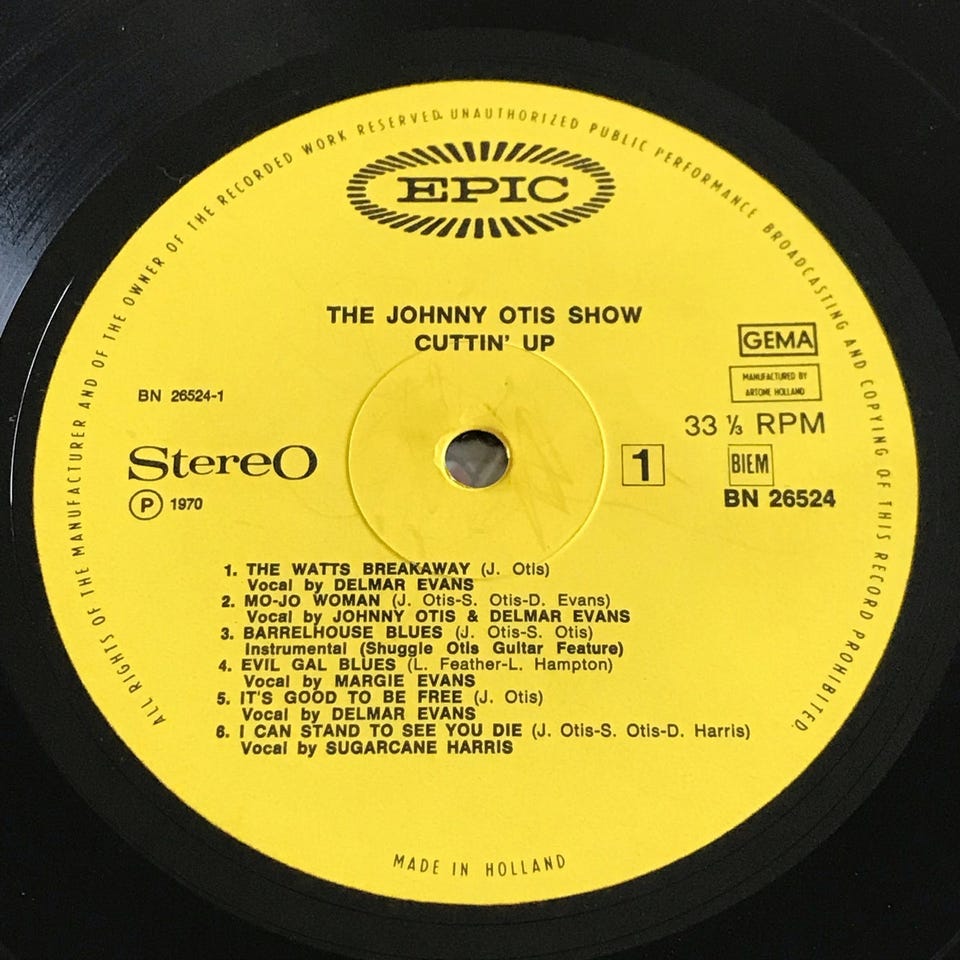 ALL RIGHTS OF THE MANUFACTURER AND OF THE OWNER OF THE RECORDED WORK RESERVED. UNAUTHORIZED PUBLIC PERFORMANCE BROADCASTING AND COPYING OF THIS RECORD PROHIBITED.
EPIC
THE JOHNNY OTIS SHOW
CUTTIN' UP
GEMA
MANUFACTURED BY
ARTONE HOLLAND
BN 26524-1
33 ⅓ RPM
StereO
1
BIEM
Ⓟ 1970
BN 26524
1. THE WATTS BREAKAWAY (J. Otis)
Vocal by DELMAR EVANS
2. MO-JO WOMAN (J. Otis-S. Otis-D. Evans)
Vocal by JOHNNY OTIS & DELMAR EVANS
3. BARRELHOUSE BLUES (J. Otis-S. Otis)
Instrumental (Shuggle Otis Guitar Feature)
4. EVIL GAL BLUES (L. Feather-L. Hampton)
Vocal by MARGIE EVANS
5. IT'S GOOD TO BE FREE (J. Otis)
Vocal by DELMAR EVANS
6. I CAN STAND TO SEE YOU DIE (J. Otis-S. Otis-D. Harris)
Vocal by SUGARCANE HARRIS
MADE IN HOLLAND